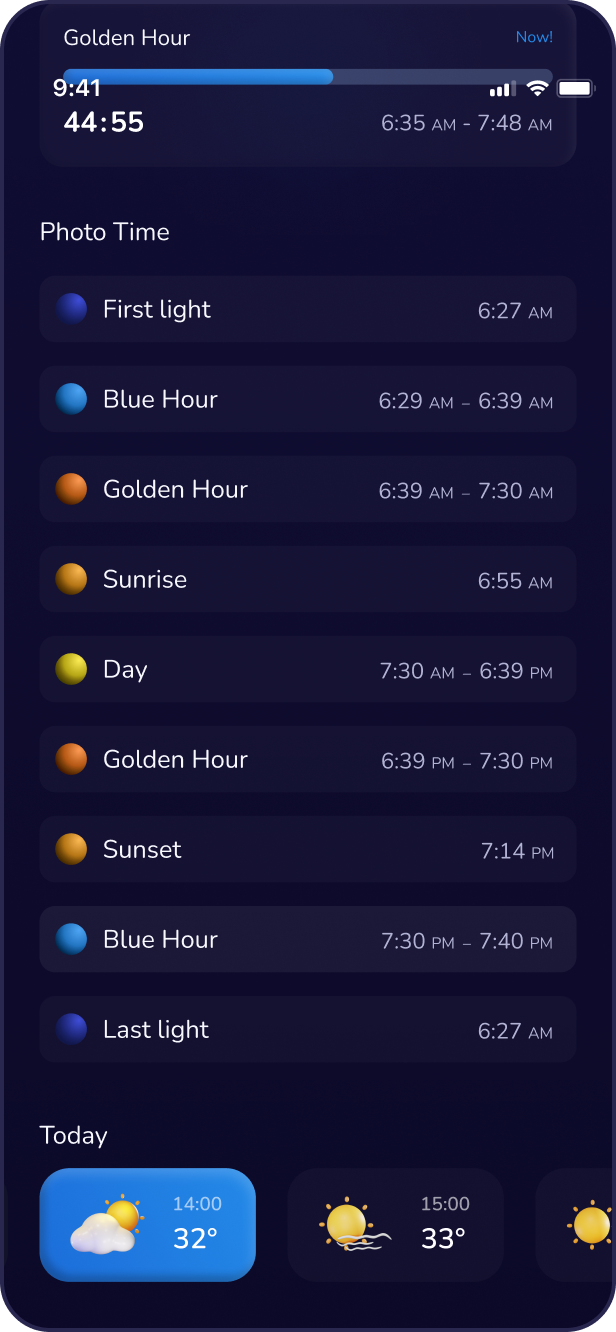 Golden Hour Now!
9:41
44:55 6:35 AM - 7:48 AM
Photo Time
First light 6:27 AM
Blue Hour 6:29 AM – 6:39 AM
Golden Hour 6:39 AM – 7:30 AM
Sunrise 6:55 AM
Day 7:30 AM – 6:39 PM
Golden Hour 6:39 PM – 7:30 PM
Sunset 7:14 PM
Blue Hour 7:30 PM – 7:40 PM
Last light 6:27 AM
Today
14:00 15:00
32° 33°